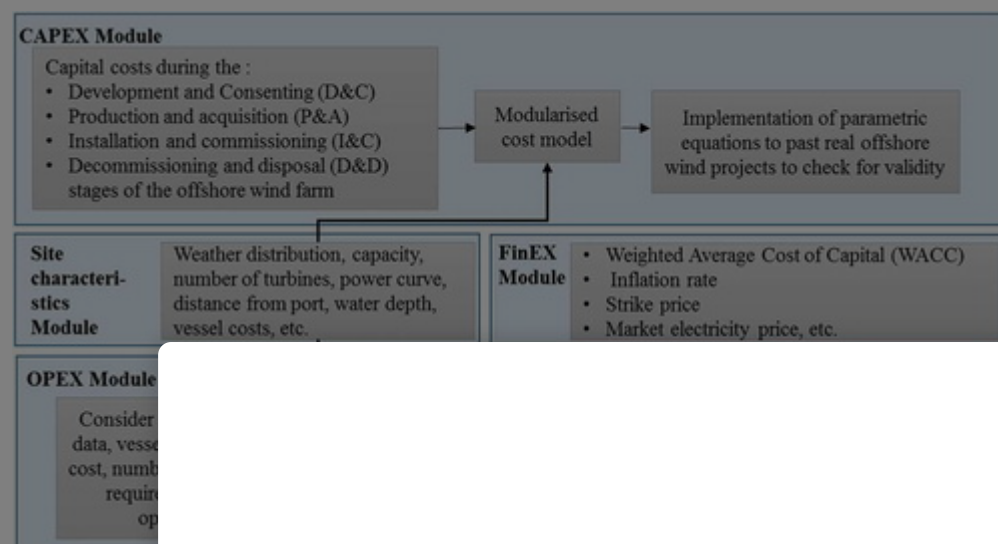 CAPEX Module
Capital costs during the :
• Development and Consenting (D&C)
• Production and acquisition (P&A)
• Installation and commissioning (I&C)
• Decommissioning and disposal (D&D)
stages of the offshore wind farm
Modularised
cost model
Implementation of parametric
equations to past real offshore
wind projects to check for validity
Site
characteri-
stics
Module
Weather distribution, capacity,
number of turbines, power curve,
distance from port, water depth,
vessel costs, etc.
FinEX
Module
• Weighted Average Cost of Capital (WACC)
• Inflation rate
• Strike price
• Market electricity price, etc.
OPEX Module
Consider
data,
cost,